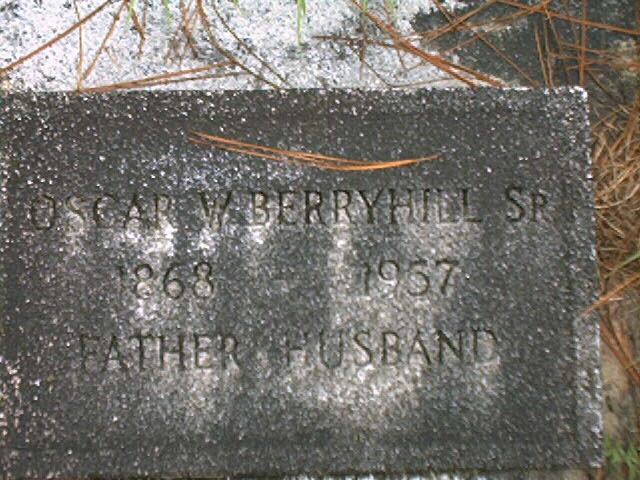 OSCAR W BERRYHILL SR
1868 - 1957
FATHER HUSBAND